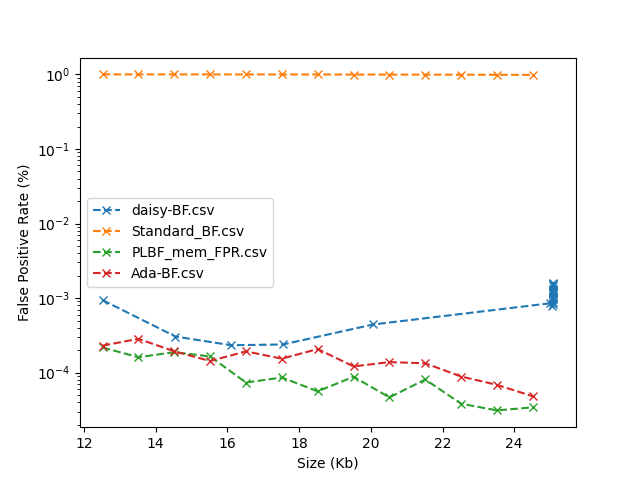 10⁰
10⁻¹
10⁻²
10⁻³
10⁻⁴
False Positive Rate (%)
daisy-BF.csv
Standard_BF.csv
PLBF_mem_FPR.csv
Ada-BF.csv
12 14 16 18 20 22 24
Size (Kb)